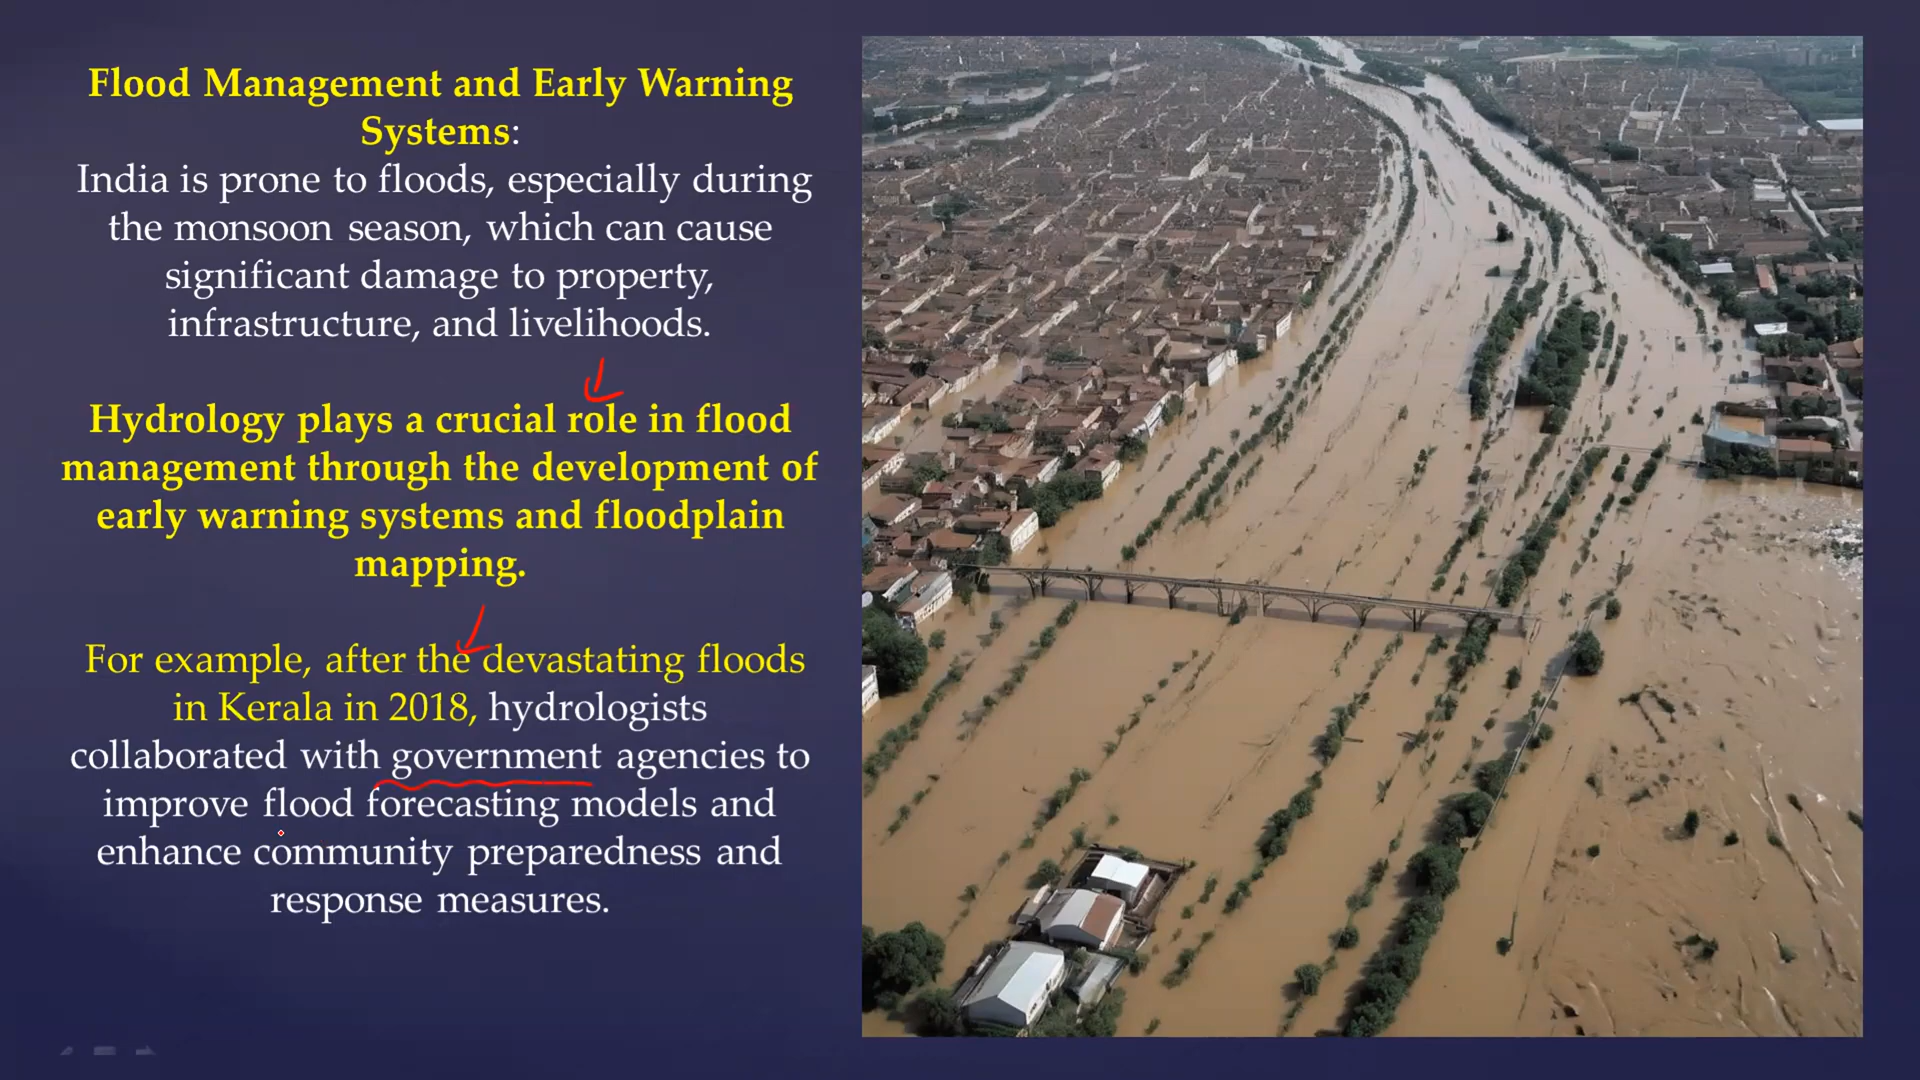 Flood Management and Early Warning
Systems:
India is prone to floods, especially during
the monsoon season, which can cause
significant damage to property,
infrastructure, and livelihoods.
Hydrology plays a crucial role in flood
management through the development of
early warning systems and floodplain
mapping.
For example, after the devastating floods
in Kerala in 2018, hydrologists
collaborated with government agencies to
improve flood forecasting models and
enhance community preparedness and
response measures.